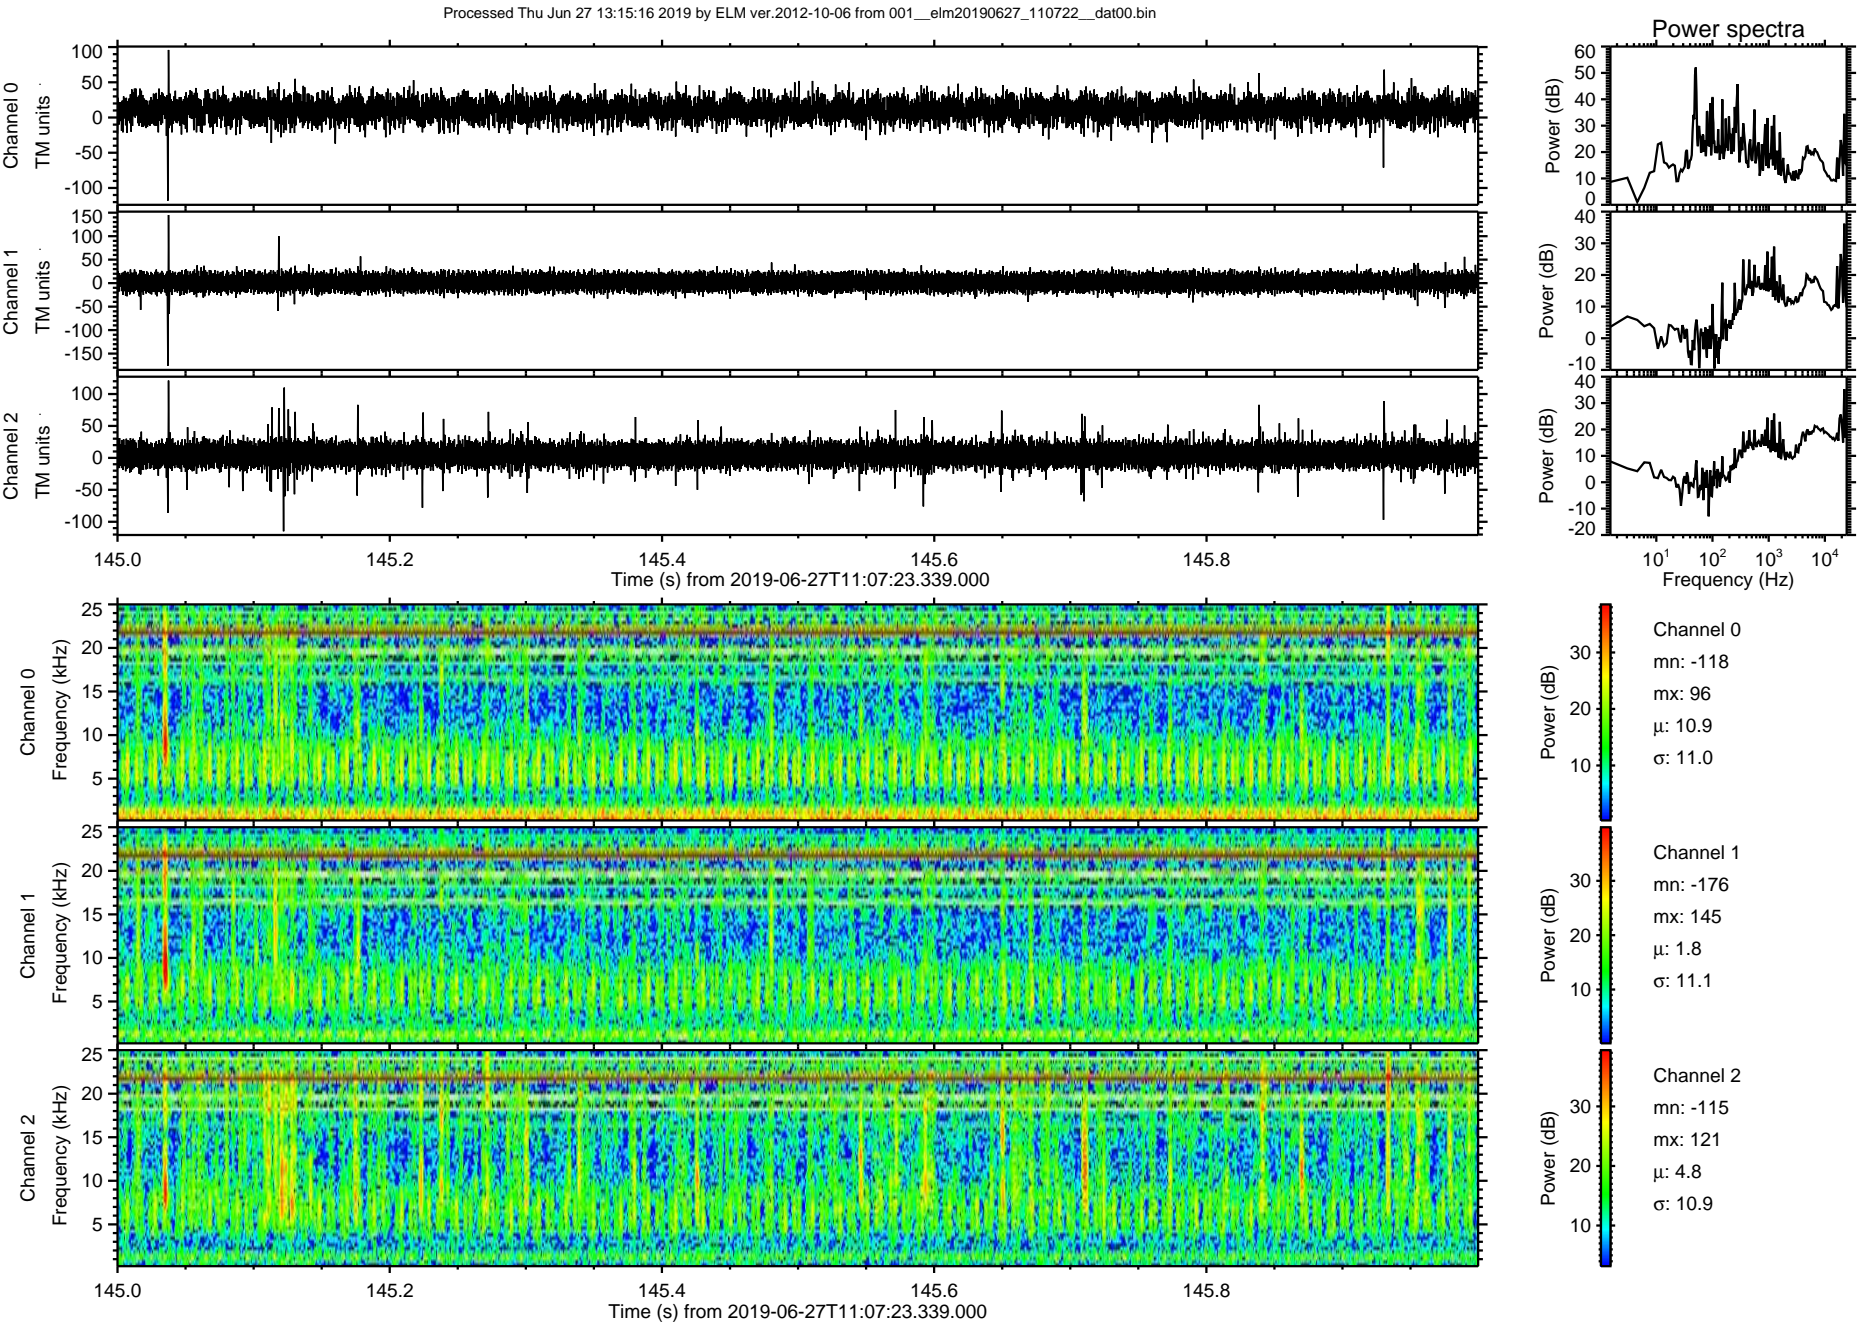 Processed Thu Jun 27 13:15:16 2019 by ELM ver.2012-10-06 from 001__elm20190627_110722__dat00.bin
Power spectra
Channel 0
TM units
100
50
0
-50
-100
Power (dB)
60
50
40
30
20
10
0
Channel 1
TM units
150
100
50
0
-50
-100
-150
Power (dB)
40
30
20
10
0
-10
Channel 2
TM units
100
50
0
-50
-100
Power (dB)
40
30
20
10
0
-10
-20
145.0 145.2 145.4 145.6 145.8
Time (s) from 2019-06-27T11:07:23.339.000
10^1 10^2 10^3 10^4
Frequency (Hz)
Channel 0
Frequency (kHz)
25
20
15
10
5
Power (dB)
30
20
10
Channel 0
mn: -118
mx: 96
μ: 10.9
σ: 11.0
Channel 1
Frequency (kHz)
25
20
15
10
5
Power (dB)
30
20
10
Channel 1
mn: -176
mx: 145
μ: 1.8
σ: 11.1
Channel 2
Frequency (kHz)
25
20
15
10
5
Power (dB)
30
20
10
Channel 2
mn: -115
mx: 121
μ: 4.8
σ: 10.9
145.0 145.2 145.4 145.6 145.8
Time (s) from 2019-06-27T11:07:23.339.000